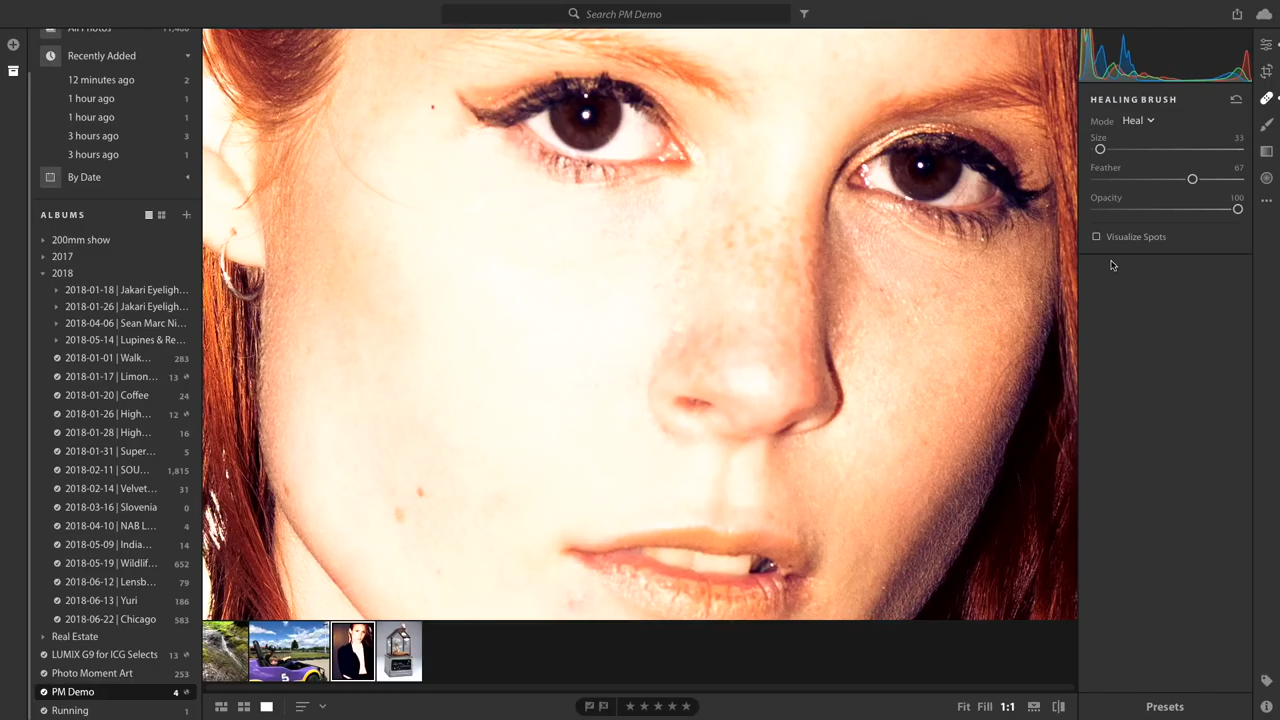 Search PM Demo
All Photos 11,486
Recently Added
12 minutes ago 2
1 hour ago 1
1 hour ago 1
3 hours ago 3
3 hours ago 1
By Date
ALBUMS
200mm show
2017
2018
2018-01-18 | Jakari Eyeligh...
2018-01-26 | Jakari Eyeligh...
2018-04-06 | Sean Marc Ni...
2018-05-14 | Lupines & Re...
2018-01-01 | Walk... 283
2018-01-17 | Limon... 13
2018-01-20 | Coffee 24
2018-01-26 | High... 12
2018-01-28 | High... 16
2018-01-31 | Super... 5
2018-02-11 | SOU... 1,815
2018-02-14 | Velvet... 31
2018-03-16 | Slovenia 0
2018-04-10 | NAB L... 4
2018-05-09 | India... 14
2018-05-19 | Wildlif... 652
2018-06-12 | Lensb... 79
2018-06-13 | Yuri 186
2018-06-22 | Chicago 583
Real Estate
LUMIX G9 for ICG Selects 13
Photo Moment Art 253
PM Demo 4
Running 1
HEALING BRUSH
Mode Heal
Size 33
Feather 67
Opacity 100
Visualize Spots
5
Fit Fill 1:1
Presets